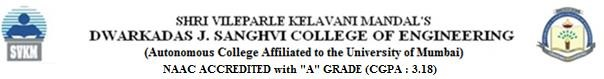 SHRI VILEPARLE KELAVANI MANDAL'S
DWARKADAS J. SANGHVI COLLEGE OF ENGINEERING
(Autonomous College Affiliated to the University of Mumbai)
NAAC ACCREDITED with "A" GRADE (CGPA : 3.18)
SVKM